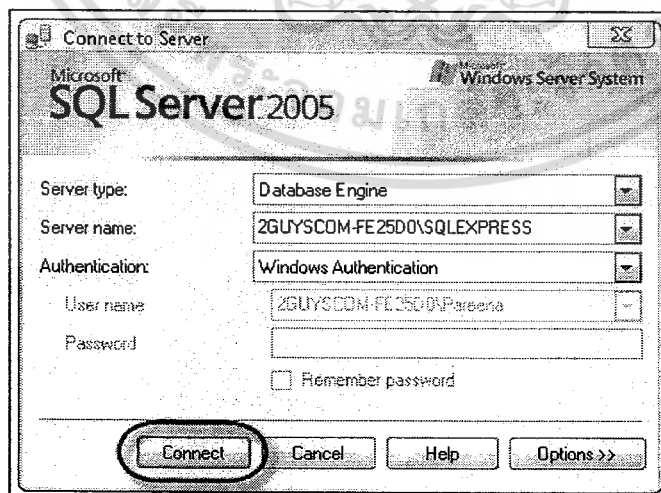 Connect to Server
Microsoft
SQL Server 2005
Microsoft
Windows Server System
Server type:
Database Engine
Server name:
2GUYSCOM-FE25D0\SQLEXPRESS
Authentication:
Windows Authentication
User name
2GUYSCOM-FE25D0\Pareena
Password
Remember password
Connect
Cancel
Help
Options >>